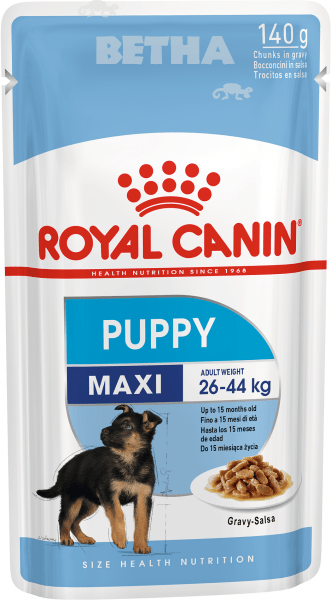 BETHA
140 g
Chunks in gravy
Bocconcini in salsa
Trocitos en salsa
ROYAL CANIN
HEALTH NUTRITION SINCE 1968
PUPPY
MAXI
ADULT WEIGHT
26-44 kg
Up to 15 months old
Fino a 15 mesi di età
Hasta los 15 meses
de edad
Do 15 miesiąca życia
Gravy-Salsa
SIZE HEALTH NUTRITION